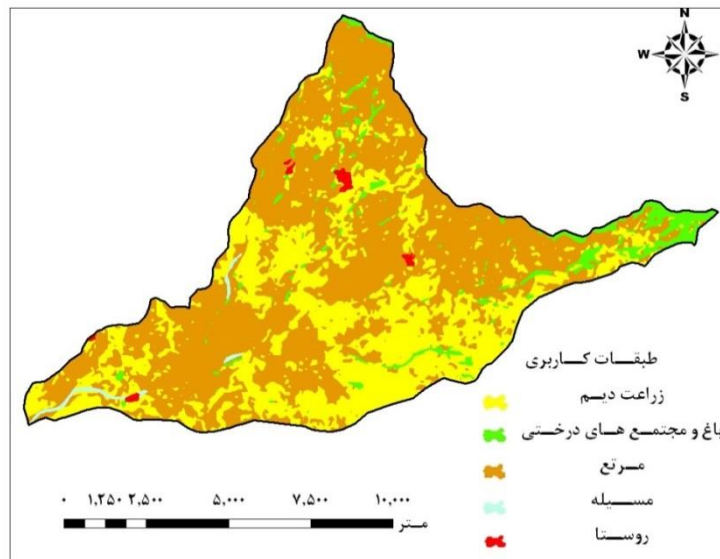 N
W E
S
طبقات کاربری
زراعت دیم
باغ و مجتمع های درختی
مرتع
مسیله
روستا
۰ ۱,۲۵۰ ۲,۵۰۰ ۵,۰۰۰ ۷,۵۰۰ ۱۰,۰۰۰
متر